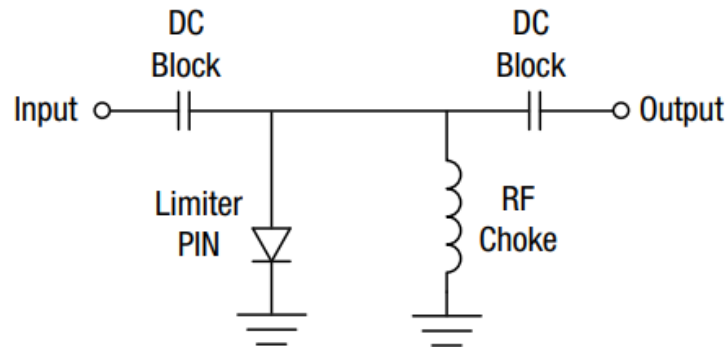 DC
Block
DC
Block
Input
Output
Limiter
PIN
RF
Choke